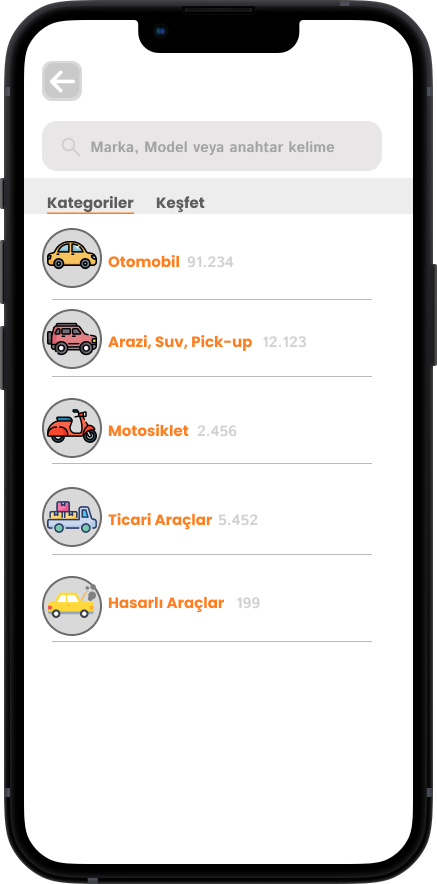 Marka, Model veya anahtar kelime
Kategoriler Keşfet
Otomobil 91.234
Arazi, Suv, Pick-up 12.123
Motosiklet 2.456
Ticari Araçlar 5.452
Hasarlı Araçlar 199